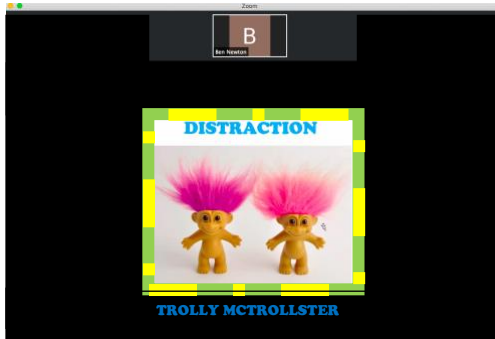 Zoom
B
Ben Newton
DISTRACTION
TROLLY MCTROLLSTER